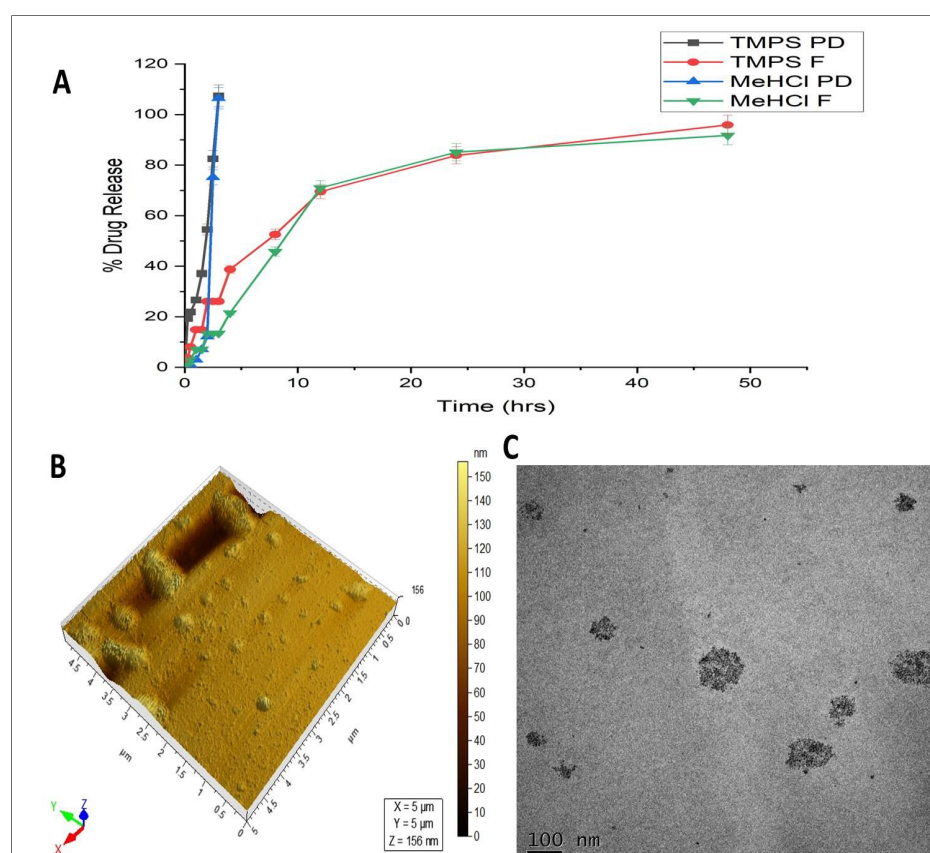 A
TMPS PD
TMPS F
MeHCl PD
MeHCl F
120
100
80
60
40
20
0
% Drug Release
0 10 20 30 40 50
Time (hrs)
B
nm
150
140
130
120
110
100
90
80
70
60
50
40
30
20
10
0
156
0
0
0.5
1
1.5
2
2.5
3
3.5
4
4.5
5
µm
4.5
4
3.5
3
2.5
2
1.5
1
0.5
0
µm
Y Z X
X = 5 µm
Y = 5 µm
Z = 156 nm
C
100 nm